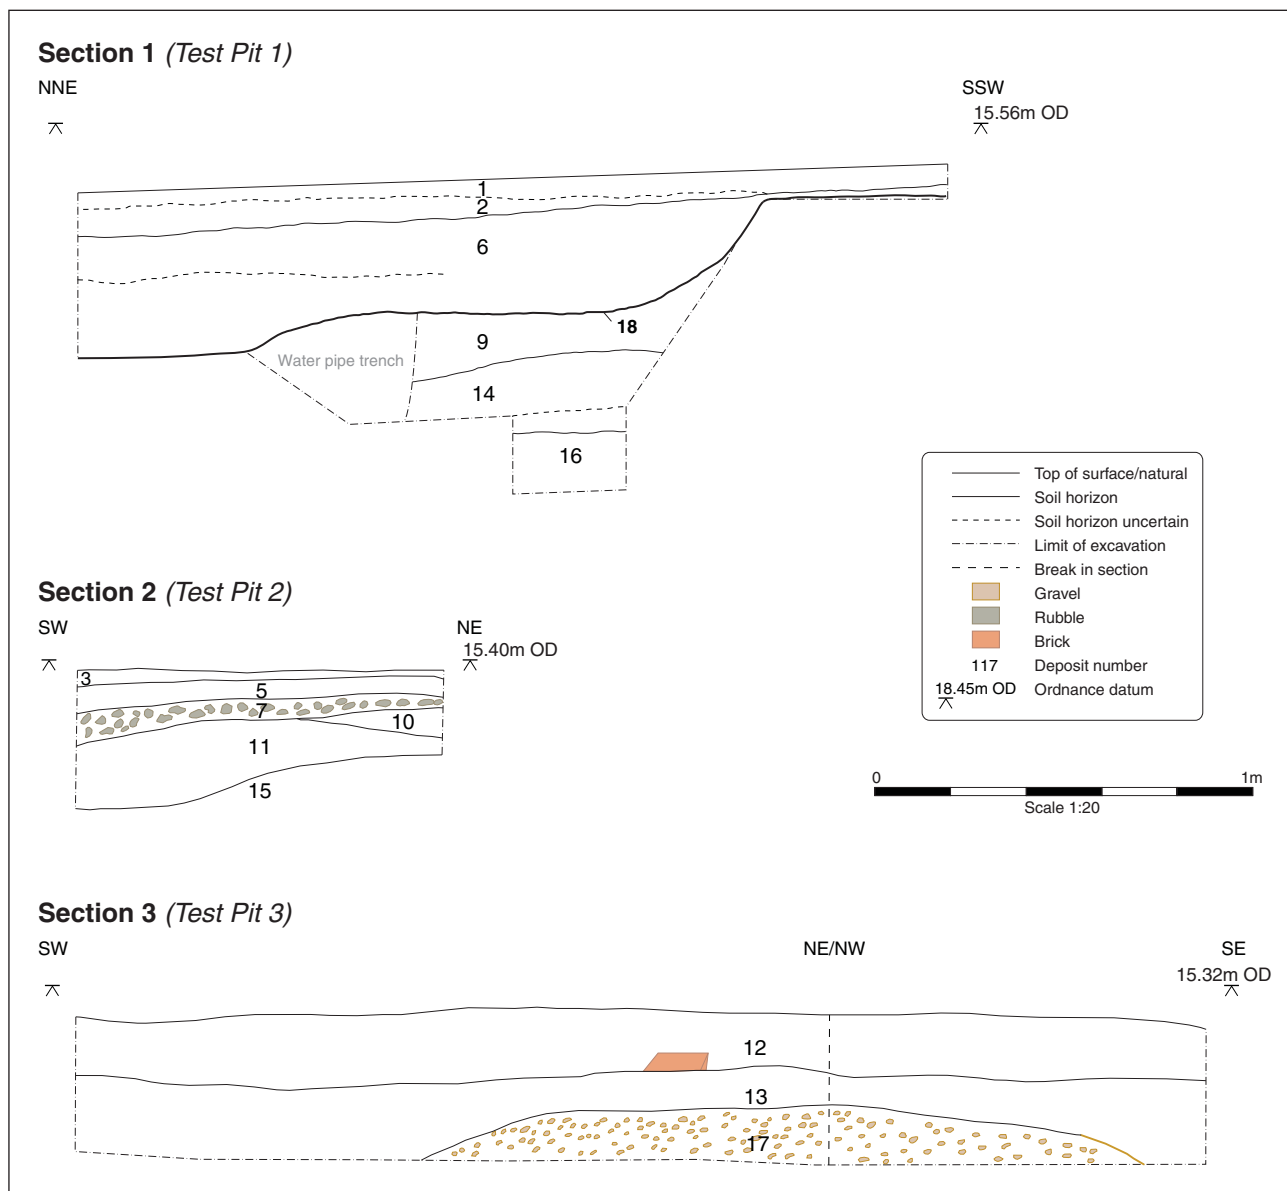 Section 1 (Test Pit 1)
NNE
SSW
15.56m OD
1
2
6
18
9
Water pipe trench
14
16
Top of surface/natural
Soil horizon
Soil horizon uncertain
Limit of excavation
Break in section
Gravel
Rubble
Brick
117 Deposit number
18.45m OD Ordnance datum
0 1m
Scale 1:20
Section 2 (Test Pit 2)
SW
NE
15.40m OD
3
5
7
10
11
15
Section 3 (Test Pit 3)
SW
NE/NW
SE
15.32m OD
12
13
17